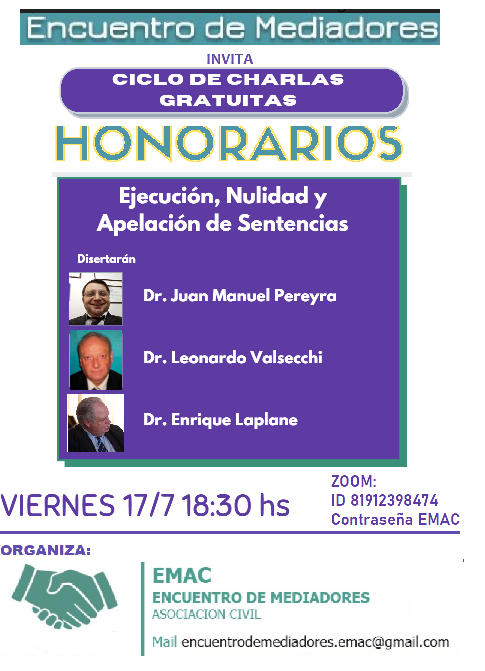 Encuentro de Mediadores
INVITA
CICLO DE CHARLAS
GRATUITAS
HONORARIOS
Ejecución, Nulidad y
Apelación de Sentencias
Disertarán
Dr. Juan Manuel Pereyra
Dr. Leonardo Valsecchi
Dr. Enrique Laplane
VIERNES 17/7 18:30 hs
ZOOM:
ID 81912398474
Contraseña EMAC
ORGANIZA:
EMAC
ENCUENTRO DE MEDIADORES
ASOCIACION CIVIL
Mail encuentrodemediadores.emac@gmail.com